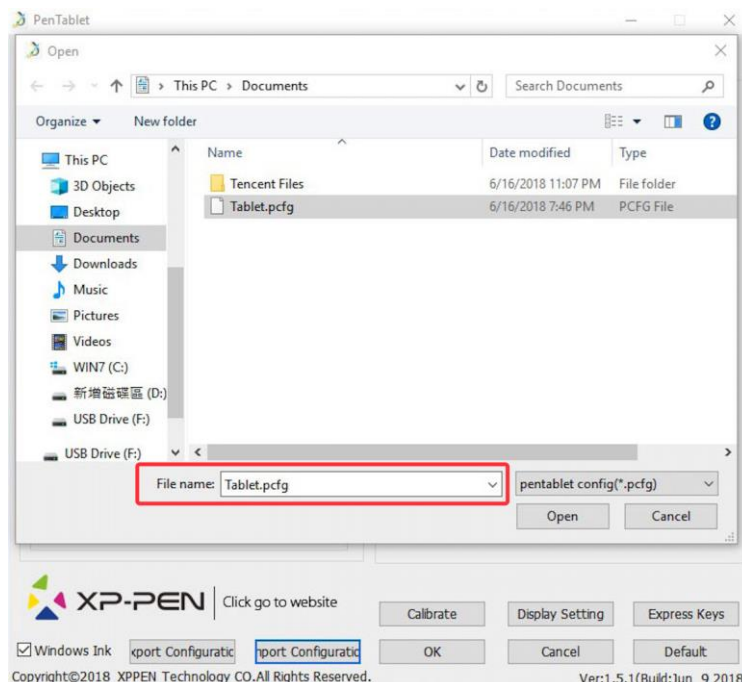 PenTablet
Open
This PC > Documents
Search Documents
Organize
New folder
Name
Date modified
Type
This PC
3D Objects
Desktop
Documents
Downloads
Music
Pictures
Videos
WIN7 (C:)
新增磁碟區 (D:)
USB Drive (F:)
USB Drive (F:)
Tencent Files 6/16/2018 11:07 PM File folder
Tablet.pcfg 6/16/2018 7:46 PM PCFG File
File name: Tablet.pcfg
pentablet config(*.pcfg)
Open
Cancel
XP-PEN
Click go to website
Calibrate
Display Setting
Express Keys
Windows Ink
xport Configuratic
nport Configuratic
OK
Cancel
Default
Copyright©2018 XPPEN Technology CO.All Rights Reserved.
Ver:1.5.1(Build:Jun 9 2018